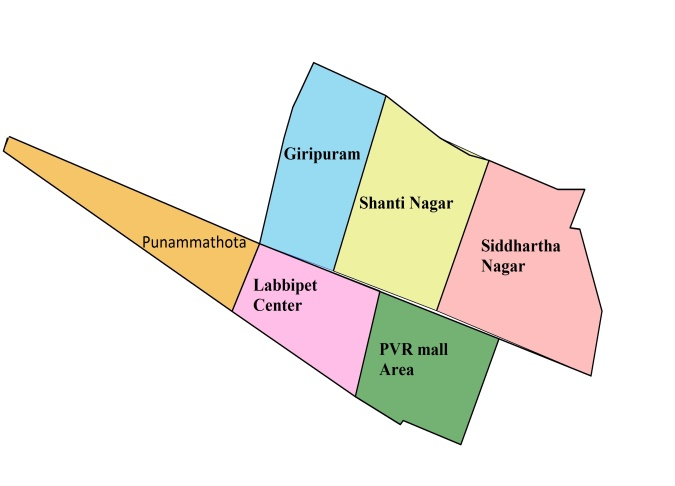 Giripuram
Shanti Nagar
Punammathota
Siddhartha
Nagar
Labbipet
Center
PVR mall
Area